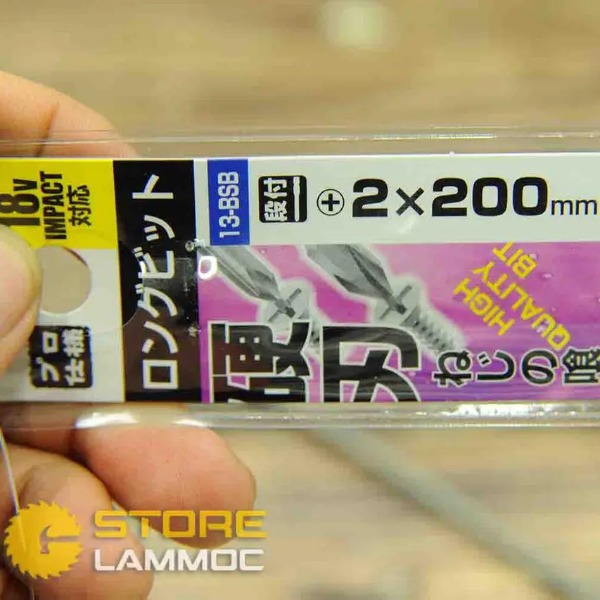 18V
IMPACT
対応
プロ
仕様
ロングビット
13-BSB
段付
⊕2×200mm
HIGH
QUALITY
BIT
硬刃
ねじの喰
STORE
LAMMOC